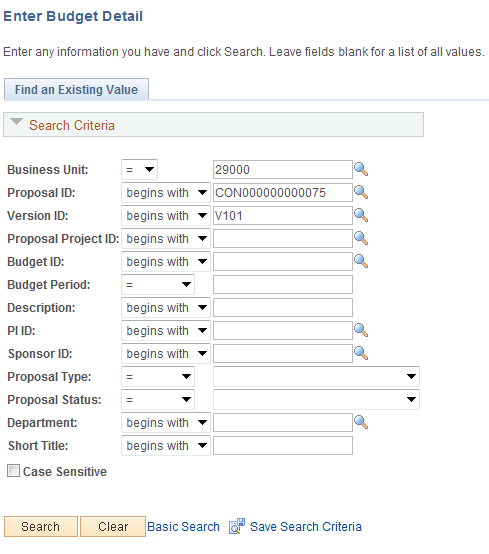 Enter Budget Detail
Enter any information you have and click Search. Leave fields blank for a list of all values.
Find an Existing Value
Search Criteria
Business Unit: = 29000
Proposal ID: begins with CON000000000075
Version ID: begins with V101
Proposal Project ID: begins with
Budget ID: begins with
Budget Period: =
Description: begins with
PI ID: begins with
Sponsor ID: begins with
Proposal Type: =
Proposal Status: =
Department: begins with
Short Title: begins with
Case Sensitive
Search Clear Basic Search Save Search Criteria